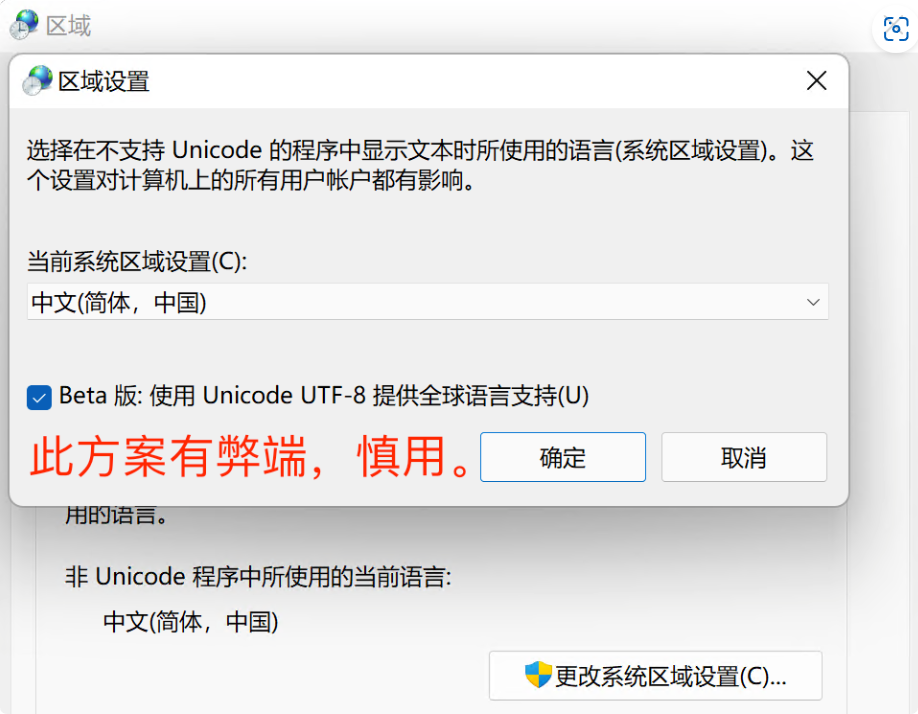 区域
区域设置
选择在不支持 Unicode 的程序中显示文本时所使用的语言(系统区域设置)。这
个设置对计算机上的所有用户帐户都有影响。
当前系统区域设置(C):
中文(简体，中国)
Beta 版: 使用 Unicode UTF-8 提供全球语言支持(U)
此方案有弊端，慎用。
确定
取消
用的语言。
非 Unicode 程序中所使用的当前语言:
中文(简体，中国)
更改系统区域设置(C)...